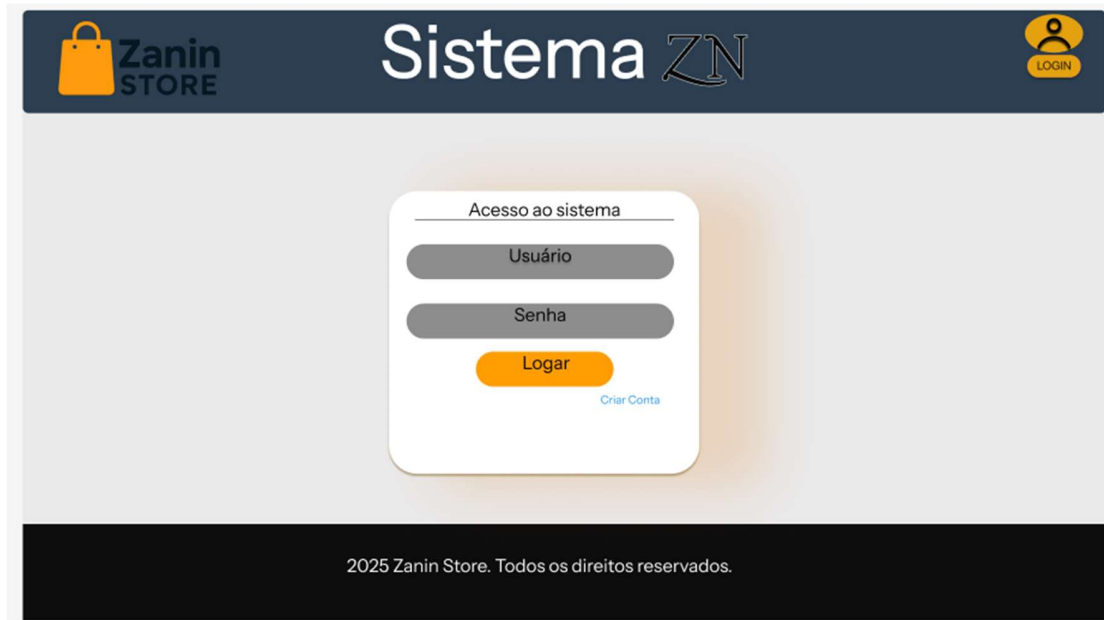 Zanin
STORE
Sistema ZN
LOGIN
Acesso ao sistema
Usuário
Senha
Logar
Criar Conta
2025 Zanin Store. Todos os direitos reservados.